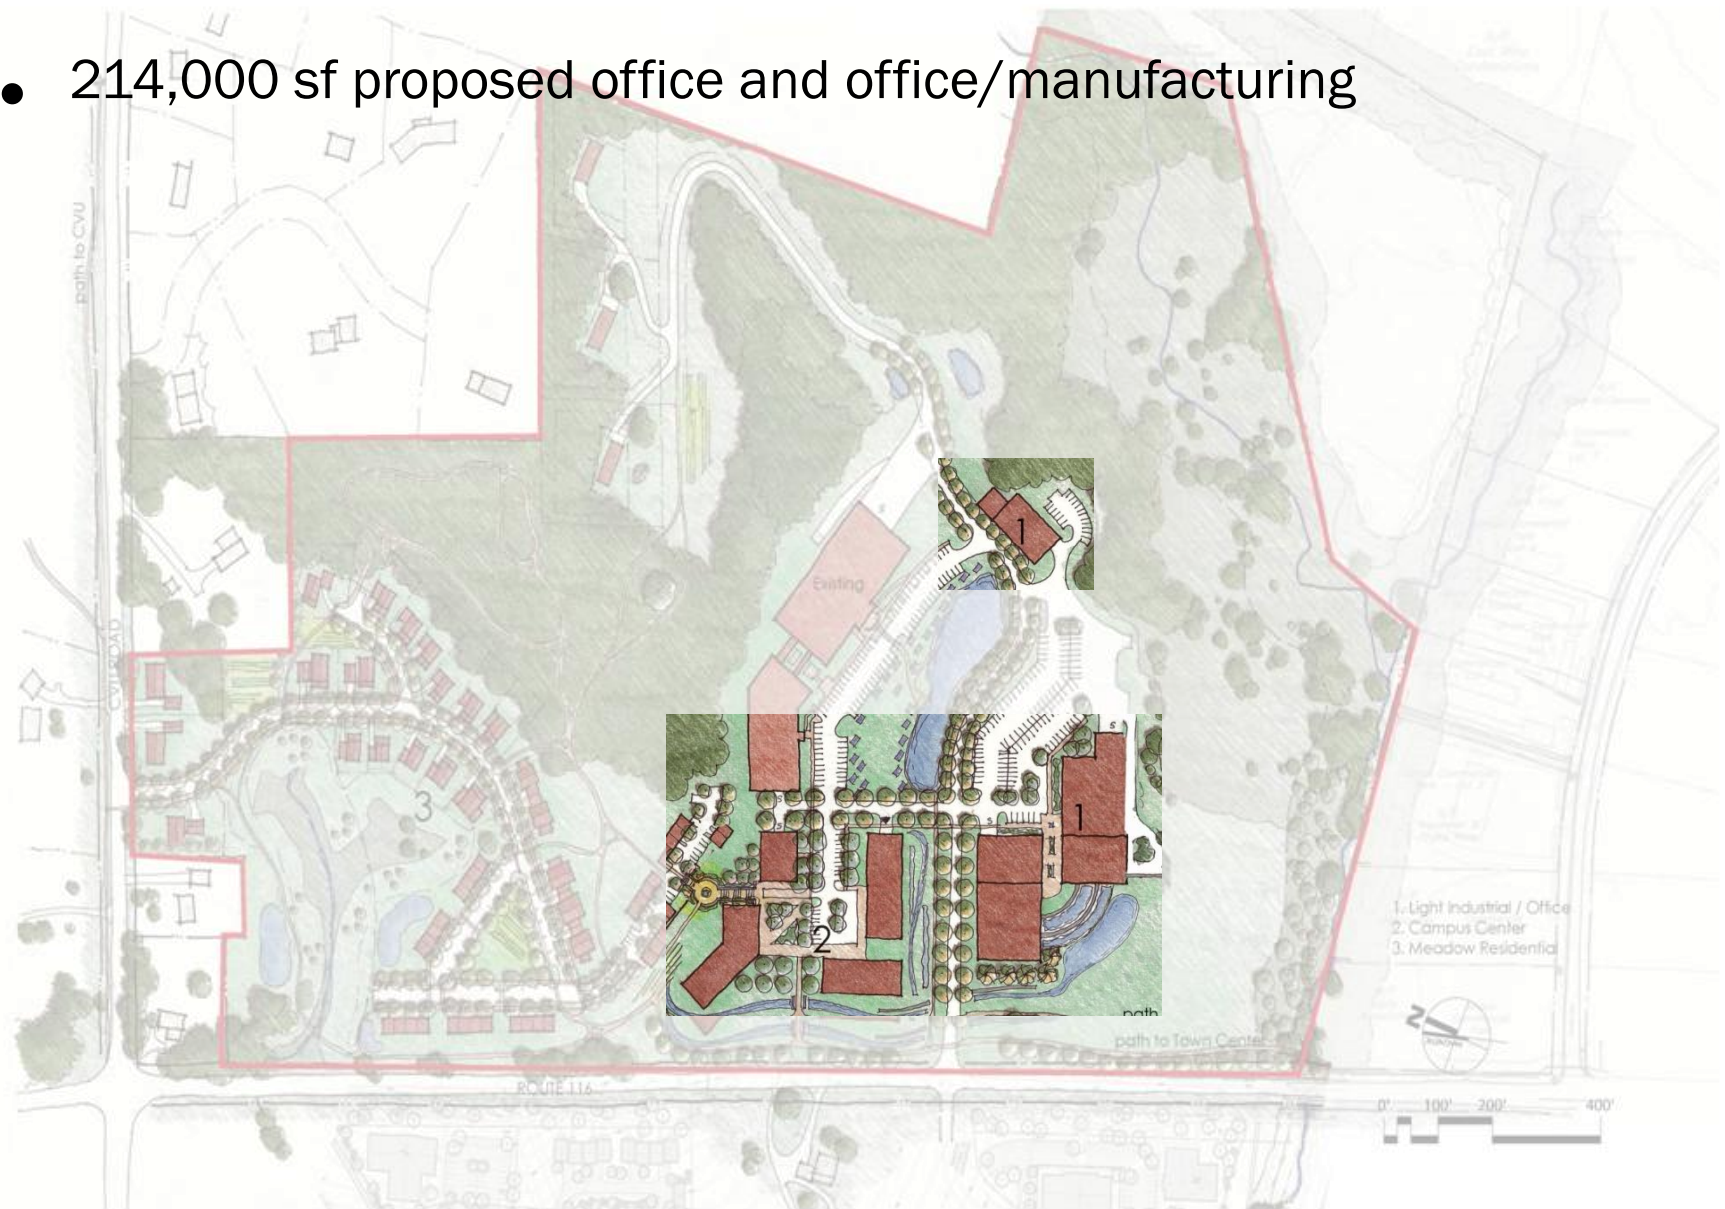 • 214,000 sf proposed office and office/manufacturing
path to CVU
Existing
S
1
ROAD
S
3
S
1
S
S
2
1. Light Industrial / Office
2. Campus Center
3. Meadow Residential
path
path to Town Center
ROUTE 116
0' 100' 200' 400'